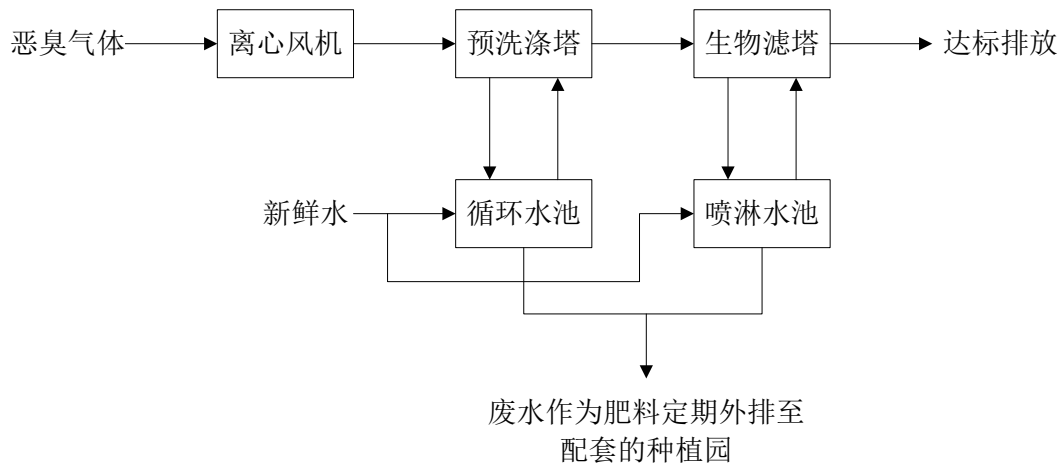 恶臭气体
离心风机
预洗涤塔
生物滤塔
达标排放
新鲜水
循环水池
喷淋水池
废水作为肥料定期外排至
配套的种植园